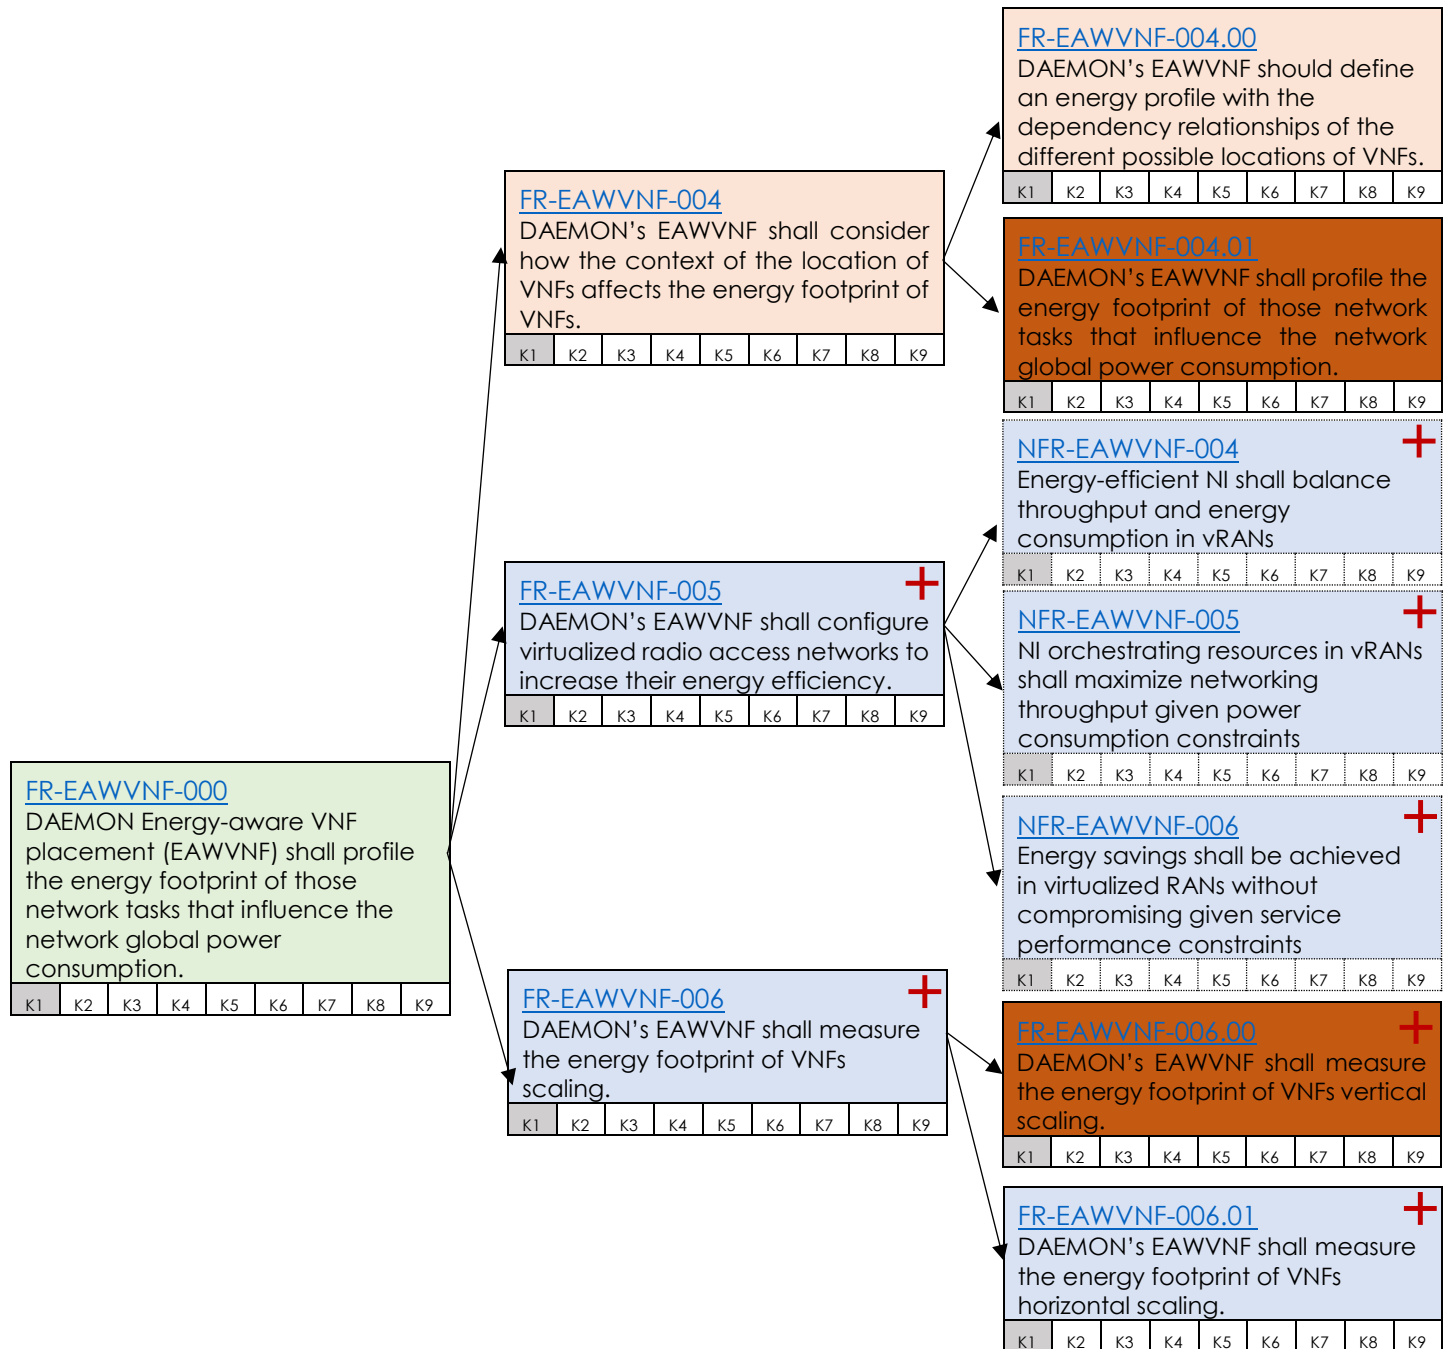 FR-EAWVNF-000
DAEMON Energy-aware VNF
placement (EAWVNF) shall profile
the energy footprint of those
network tasks that influence the
network global power
consumption.
K1 K2 K3 K4 K5 K6 K7 K8 K9
FR-EAWVNF-004
DAEMON’s EAWVNF shall consider
how the context of the location of
VNFs affects the energy footprint of
VNFs.
K1 K2 K3 K4 K5 K6 K7 K8 K9
FR-EAWVNF-005
DAEMON’s EAWVNF shall configure
virtualized radio access networks to
increase their energy efficiency.
K1 K2 K3 K4 K5 K6 K7 K8 K9
FR-EAWVNF-006
DAEMON’s EAWVNF shall measure
the energy footprint of VNFs
scaling.
K1 K2 K3 K4 K5 K6 K7 K8 K9
FR-EAWVNF-004.00
DAEMON’s EAWVNF should define
an energy profile with the
dependency relationships of the
different possible locations of VNFs.
K1 K2 K3 K4 K5 K6 K7 K8 K9
FR-EAWVNF-004.01
DAEMON’s EAWVNF shall profile the
energy footprint of those network
tasks that influence the network
global power consumption.
K1 K2 K3 K4 K5 K6 K7 K8 K9
NFR-EAWVNF-004
Energy-efficient NI shall balance
throughput and energy
consumption in vRANs
K1 K2 K3 K4 K5 K6 K7 K8 K9
NFR-EAWVNF-005
NI orchestrating resources in vRANs
shall maximize networking
throughput given power
consumption constraints
K1 K2 K3 K4 K5 K6 K7 K8 K9
NFR-EAWVNF-006
Energy savings shall be achieved
in virtualized RANs without
compromising given service
performance constraints
K1 K2 K3 K4 K5 K6 K7 K8 K9
FR-EAWVNF-006.00
DAEMON’s EAWVNF shall measure
the energy footprint of VNFs vertical
scaling.
K1 K2 K3 K4 K5 K6 K7 K8 K9
FR-EAWVNF-006.01
DAEMON’s EAWVNF shall measure
the energy footprint of VNFs
horizontal scaling.
K1 K2 K3 K4 K5 K6 K7 K8 K9